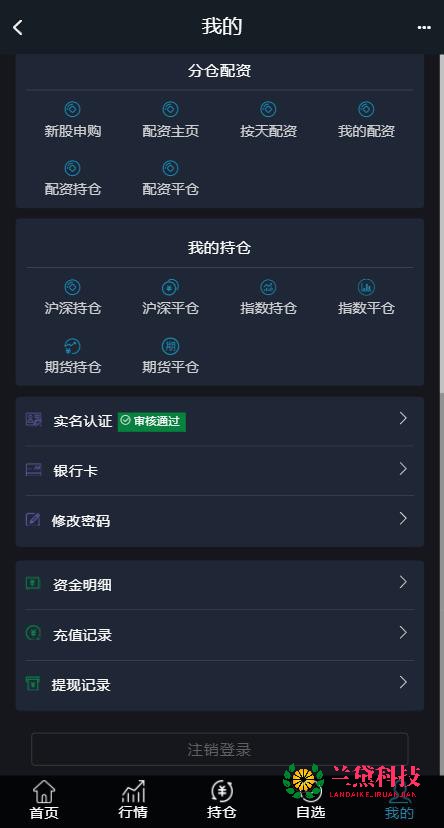 我的
分仓配资
新股申购 配资主页 按天配资 我的配资
配资持仓 配资平仓
我的持仓
沪深持仓 沪深平仓 指数持仓 指数平仓
期
期货持仓 期货平仓
实名认证 审核通过
银行卡
修改密码
资金明细
充值记录
提现记录
注销登录
兰黛科技
LANDAIKEJIRUANJIAN
首页 行情 持仓 自选 我的